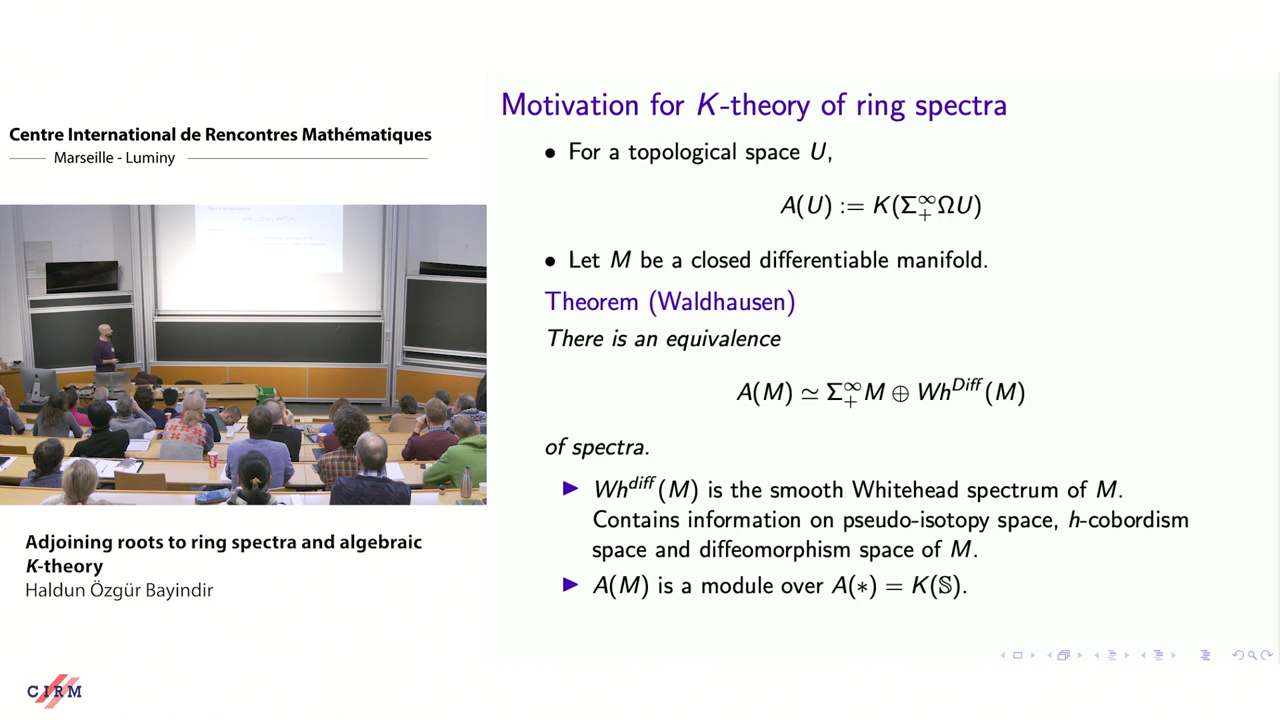 Centre International de Rencontres Mathématiques
Marseille - Luminy
Adjoining roots to ring spectra and algebraic
K-theory
Haldun Özgür Bayindir
CIRM
Motivation for K-theory of ring spectra
• For a topological space U,
A(U) := K(Σ^∞_+ ΩU)
• Let M be a closed differentiable manifold.
Theorem (Waldhausen)
There is an equivalence
A(M) ≃ Σ^∞_+ M ⊕ Wh^Diff(M)
of spectra.
▶ Wh^diff(M) is the smooth Whitehead spectrum of M.
Contains information on pseudo-isotopy space, h-cobordism
space and diffeomorphism space of M.
▶ A(M) is a module over A(∗) = K(𝕊).